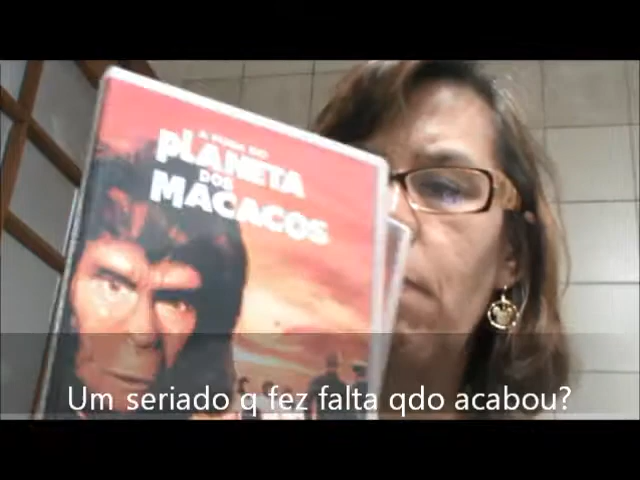 A FUGA DO
PLANETA
DOS
MACACOS
Um seriado q fez falta qdo acabou?